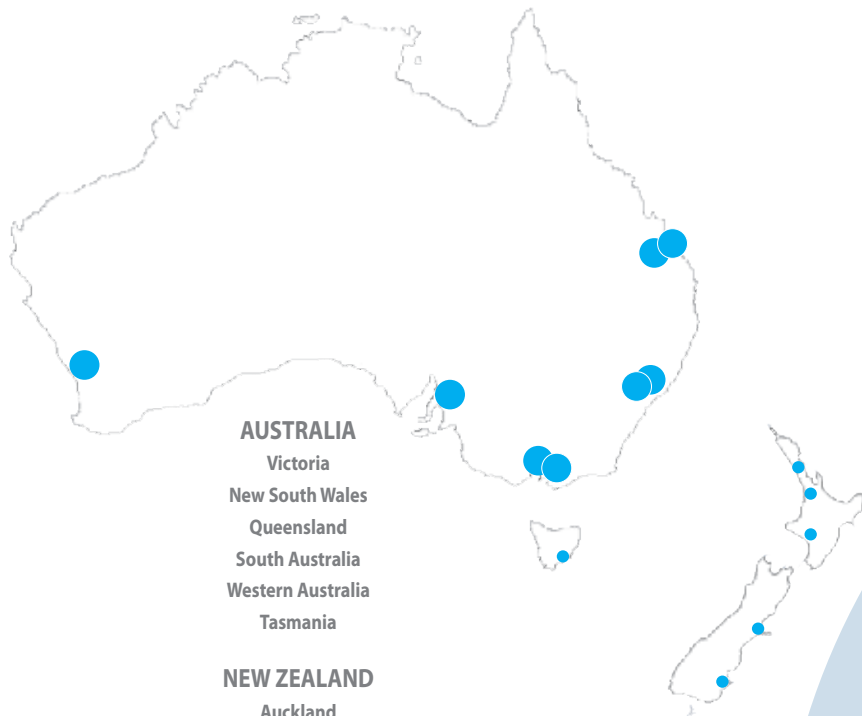 AUSTRALIA
Victoria
New South Wales
Queensland
South Australia
Western Australia
Tasmania
NEW ZEALAND
Auckland